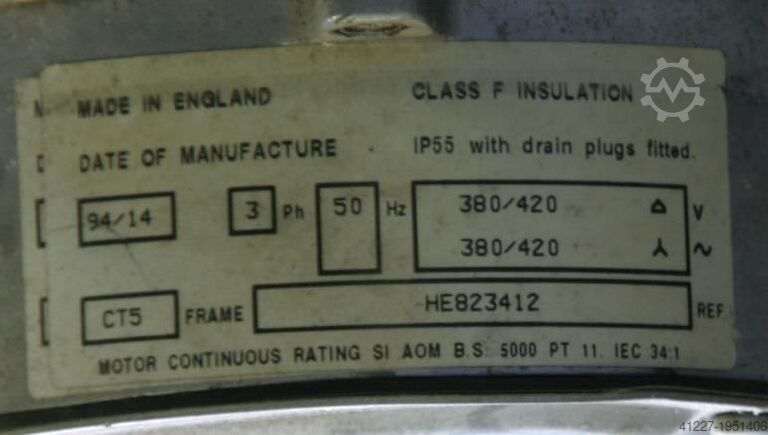 MADE IN ENGLAND CLASS F INSULATION
DATE OF MANUFACTURE IP55 with drain plugs fitted.
94/14 3 Ph 50 Hz 380/420 Δ V
380/420 ⅄ ~
CT5 FRAME HE823412 REF
MOTOR CONTINUOUS RATING SI AOM B.S. 5000 PT 11. IEC 34:1
41227-1951406